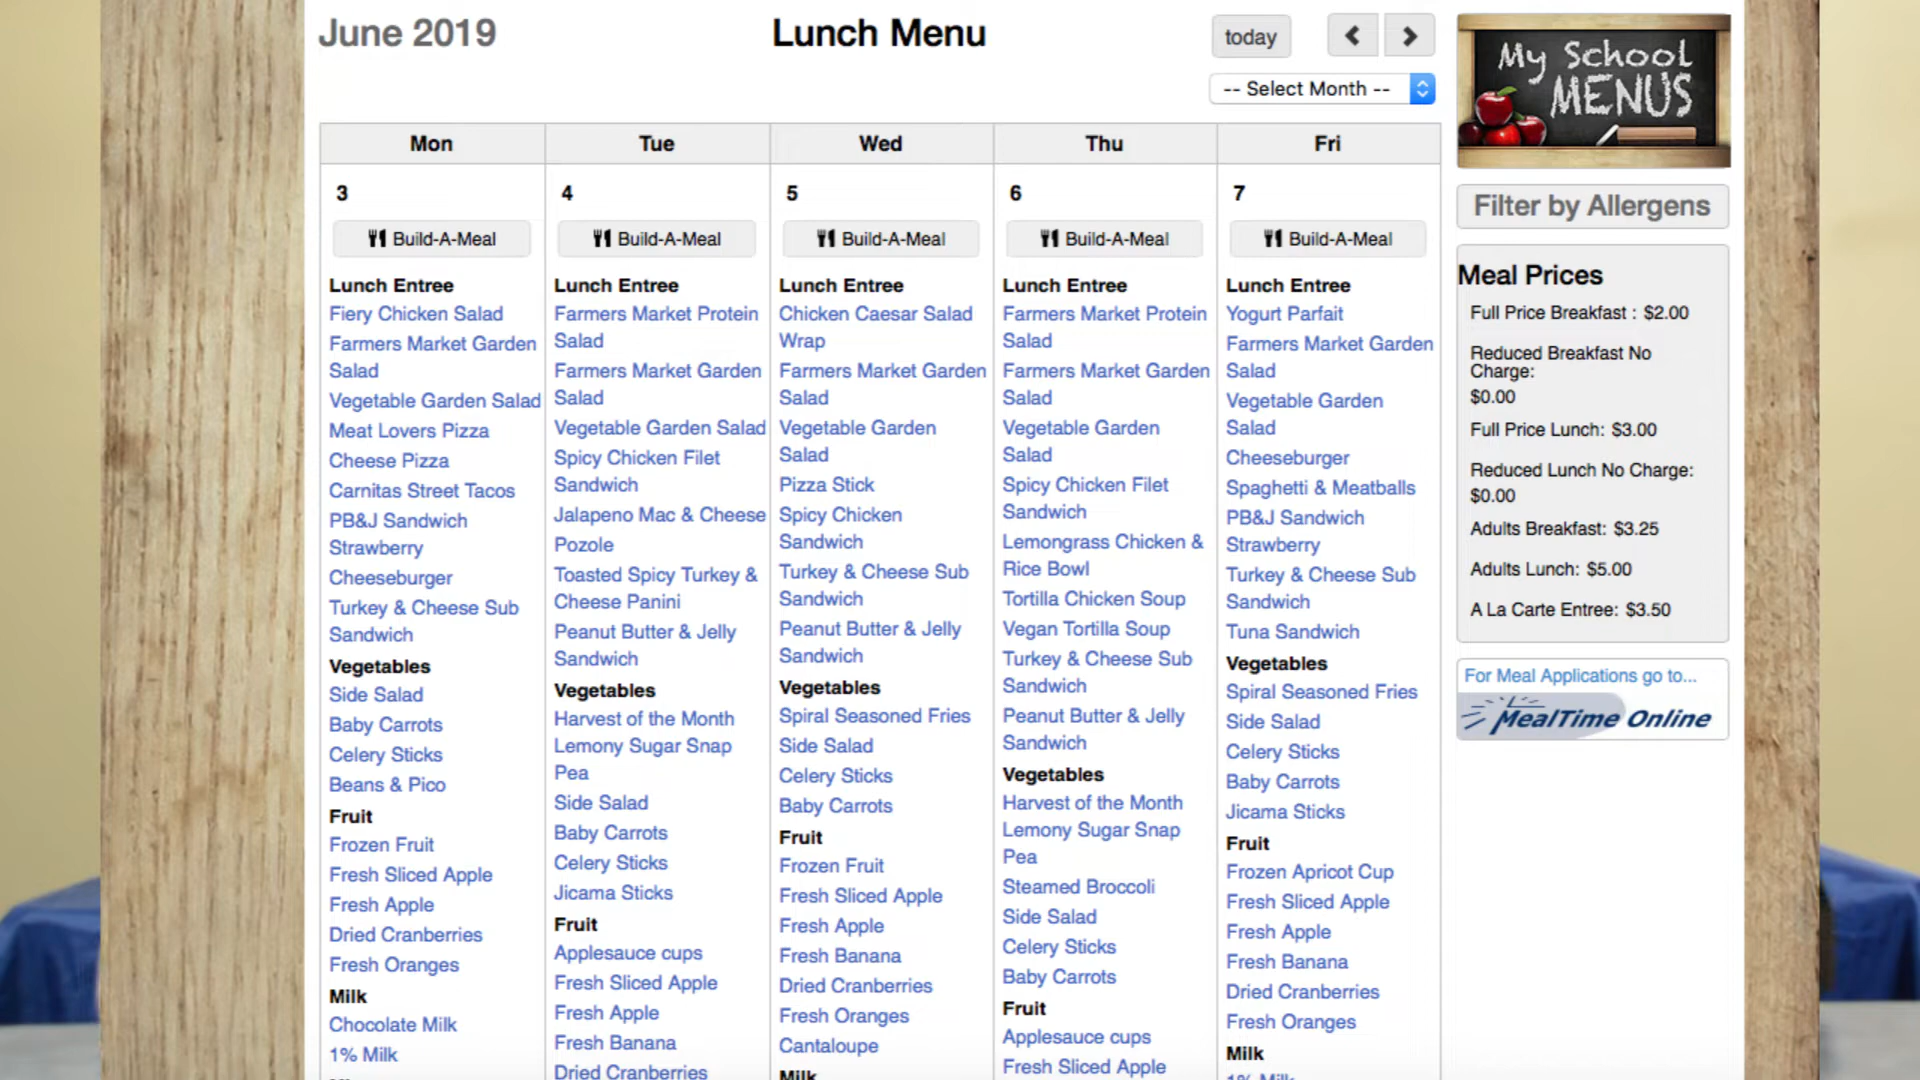 June 2019
Lunch Menu
today
-- Select Month --
My School
MENUS
Mon
Tue
Wed
Thu
Fri
3
Build-A-Meal
Lunch Entree
Fiery Chicken Salad
Farmers Market Garden
Salad
Vegetable Garden Salad
Meat Lovers Pizza
Cheese Pizza
Carnitas Street Tacos
PB&J Sandwich
Strawberry
Cheeseburger
Turkey & Cheese Sub
Sandwich
Vegetables
Side Salad
Baby Carrots
Celery Sticks
Beans & Pico
Fruit
Frozen Fruit
Fresh Sliced Apple
Fresh Apple
Dried Cranberries
Fresh Oranges
Milk
Chocolate Milk
1% Milk
4
Build-A-Meal
Lunch Entree
Farmers Market Protein
Salad
Farmers Market Garden
Salad
Vegetable Garden Salad
Spicy Chicken Filet
Sandwich
Jalapeno Mac & Cheese
Pozole
Toasted Spicy Turkey &
Cheese Panini
Peanut Butter & Jelly
Sandwich
Vegetables
Harvest of the Month
Lemony Sugar Snap
Pea
Side Salad
Baby Carrots
Celery Sticks
Jicama Sticks
Fruit
Applesauce cups
Fresh Sliced Apple
Fresh Apple
Fresh Banana
Dried Cranberries
5
Build-A-Meal
Lunch Entree
Chicken Caesar Salad
Wrap
Farmers Market Garden
Salad
Vegetable Garden
Salad
Pizza Stick
Spicy Chicken
Sandwich
Turkey & Cheese Sub
Sandwich
Peanut Butter & Jelly
Sandwich
Vegetables
Spiral Seasoned Fries
Side Salad
Celery Sticks
Baby Carrots
Fruit
Frozen Fruit
Fresh Sliced Apple
Fresh Apple
Fresh Banana
Dried Cranberries
Fresh Oranges
Cantaloupe
Milk
6
Build-A-Meal
Lunch Entree
Farmers Market Protein
Salad
Farmers Market Garden
Salad
Vegetable Garden
Salad
Spicy Chicken Filet
Sandwich
Lemongrass Chicken &
Rice Bowl
Tortilla Chicken Soup
Vegan Tortilla Soup
Turkey & Cheese Sub
Sandwich
Peanut Butter & Jelly
Sandwich
Vegetables
Harvest of the Month
Lemony Sugar Snap
Pea
Steamed Broccoli
Side Salad
Celery Sticks
Baby Carrots
Fruit
Applesauce cups
Fresh Sliced Apple
7
Build-A-Meal
Lunch Entree
Yogurt Parfait
Farmers Market Garden
Salad
Vegetable Garden
Salad
Cheeseburger
Spaghetti & Meatballs
PB&J Sandwich
Strawberry
Turkey & Cheese Sub
Sandwich
Tuna Sandwich
Vegetables
Spiral Seasoned Fries
Side Salad
Celery Sticks
Baby Carrots
Jicama Sticks
Fruit
Frozen Apricot Cup
Fresh Sliced Apple
Fresh Apple
Fresh Banana
Dried Cranberries
Fresh Oranges
Milk
1% Milk
Filter by Allergens
Meal Prices
Full Price Breakfast : $2.00
Reduced Breakfast No
Charge:
$0.00
Full Price Lunch: $3.00
Reduced Lunch No Charge:
$0.00
Adults Breakfast: $3.25
Adults Lunch: $5.00
A La Carte Entree: $3.50
For Meal Applications go to...
MealTime Online